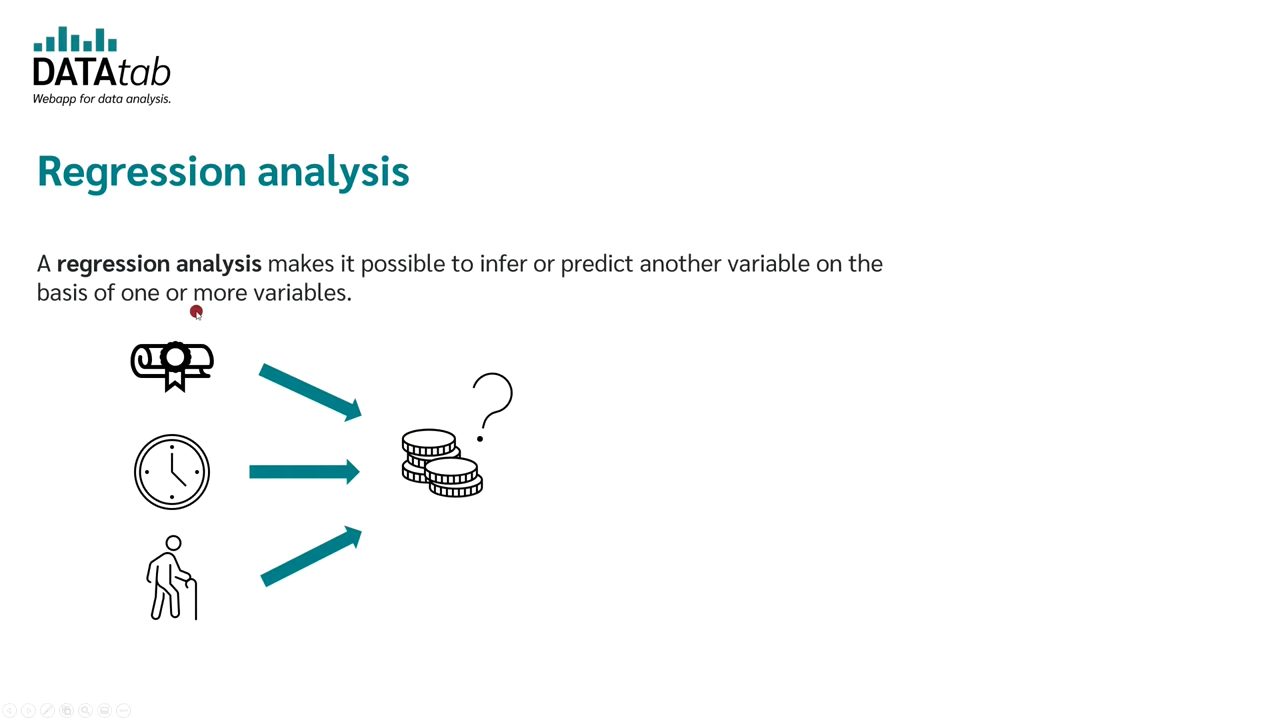 DATAtab
Webapp for data analysis.
Regression analysis
A regression analysis makes it possible to infer or predict another variable on the
basis of one or more variables.
?